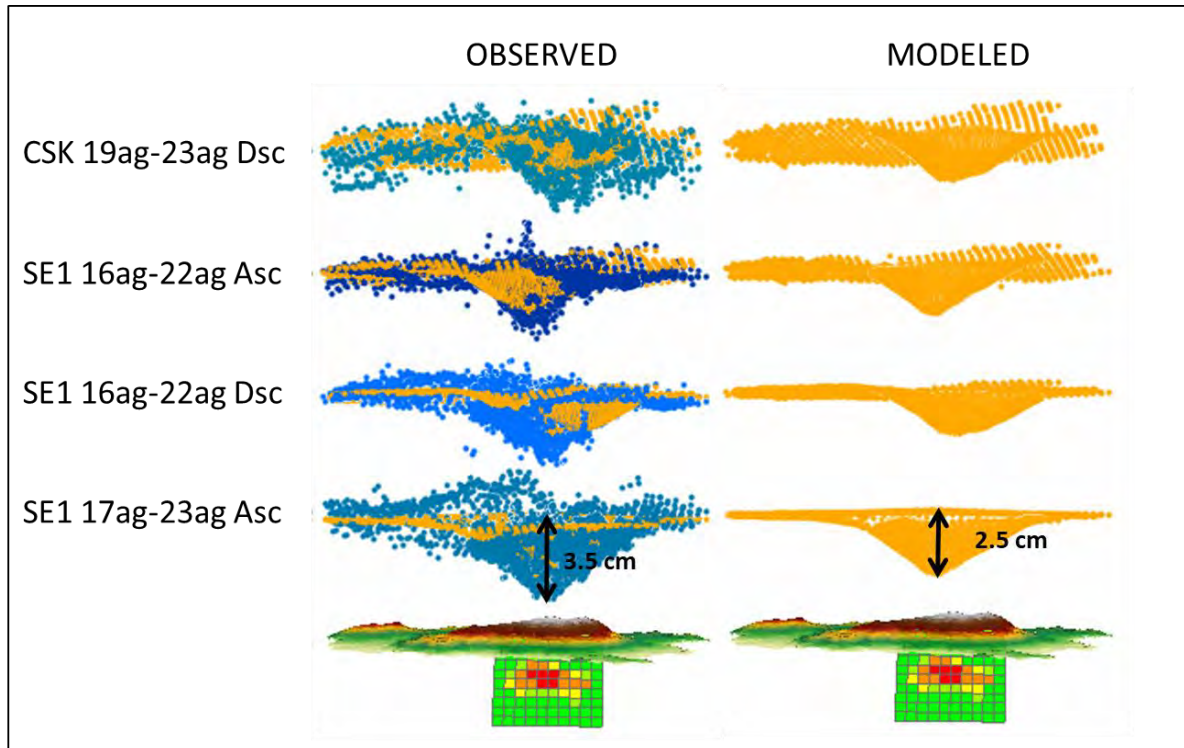 OBSERVED MODELED
CSK 19ag-23ag Dsc
SE1 16ag-22ag Asc
SE1 16ag-22ag Dsc
SE1 17ag-23ag Asc
3.5 cm
2.5 cm